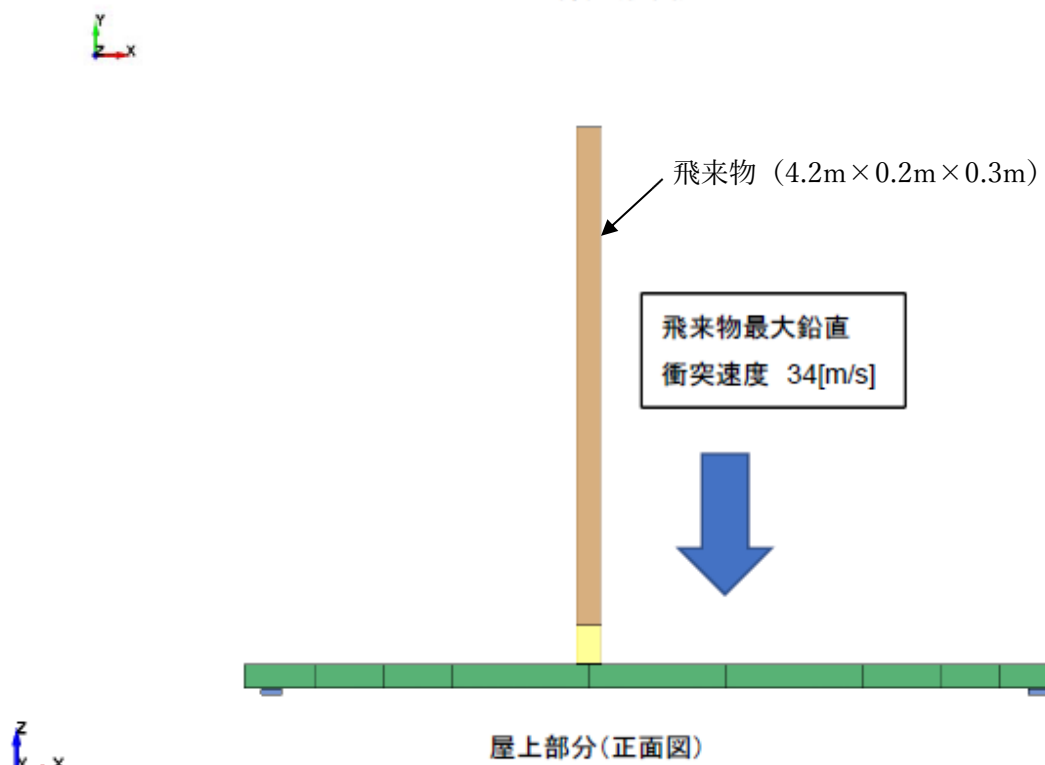 Y
Z X
飛来物（4.2m×0.2m×0.3m）
飛来物最大鉛直
衝突速度 34[m/s]
屋上部分(正面図)
Z